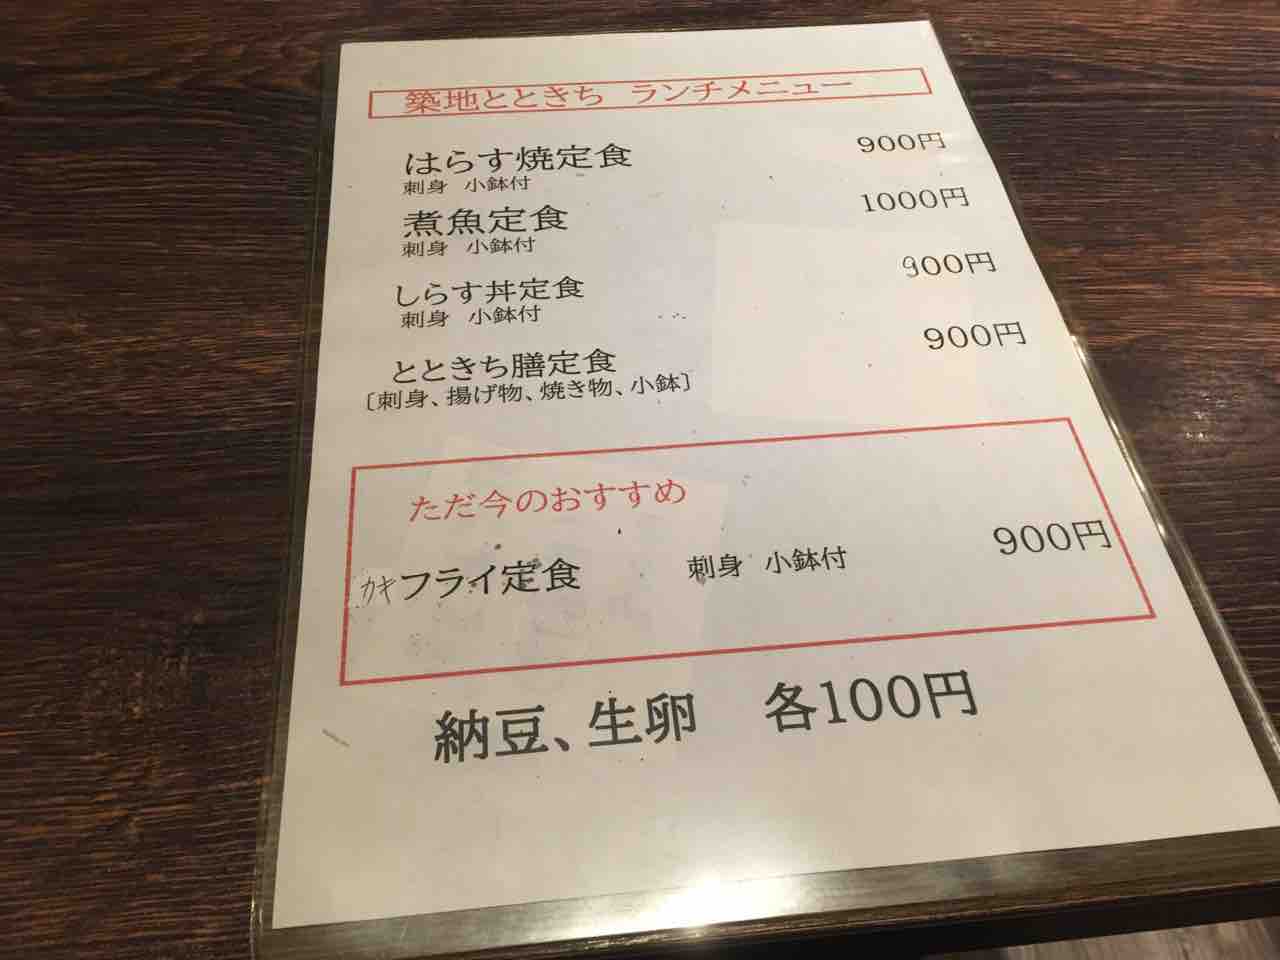 築地とときち ランチメニュー
はらす焼定食 900円
刺身 小鉢付
煮魚定食 1000円
刺身 小鉢付
しらす丼定食 900円
刺身 小鉢付
とときち膳定食 900円
〔刺身、揚げ物、焼き物、小鉢〕
ただ今のおすすめ
カキフライ定食 刺身 小鉢付 900円
納豆、生卵 各100円